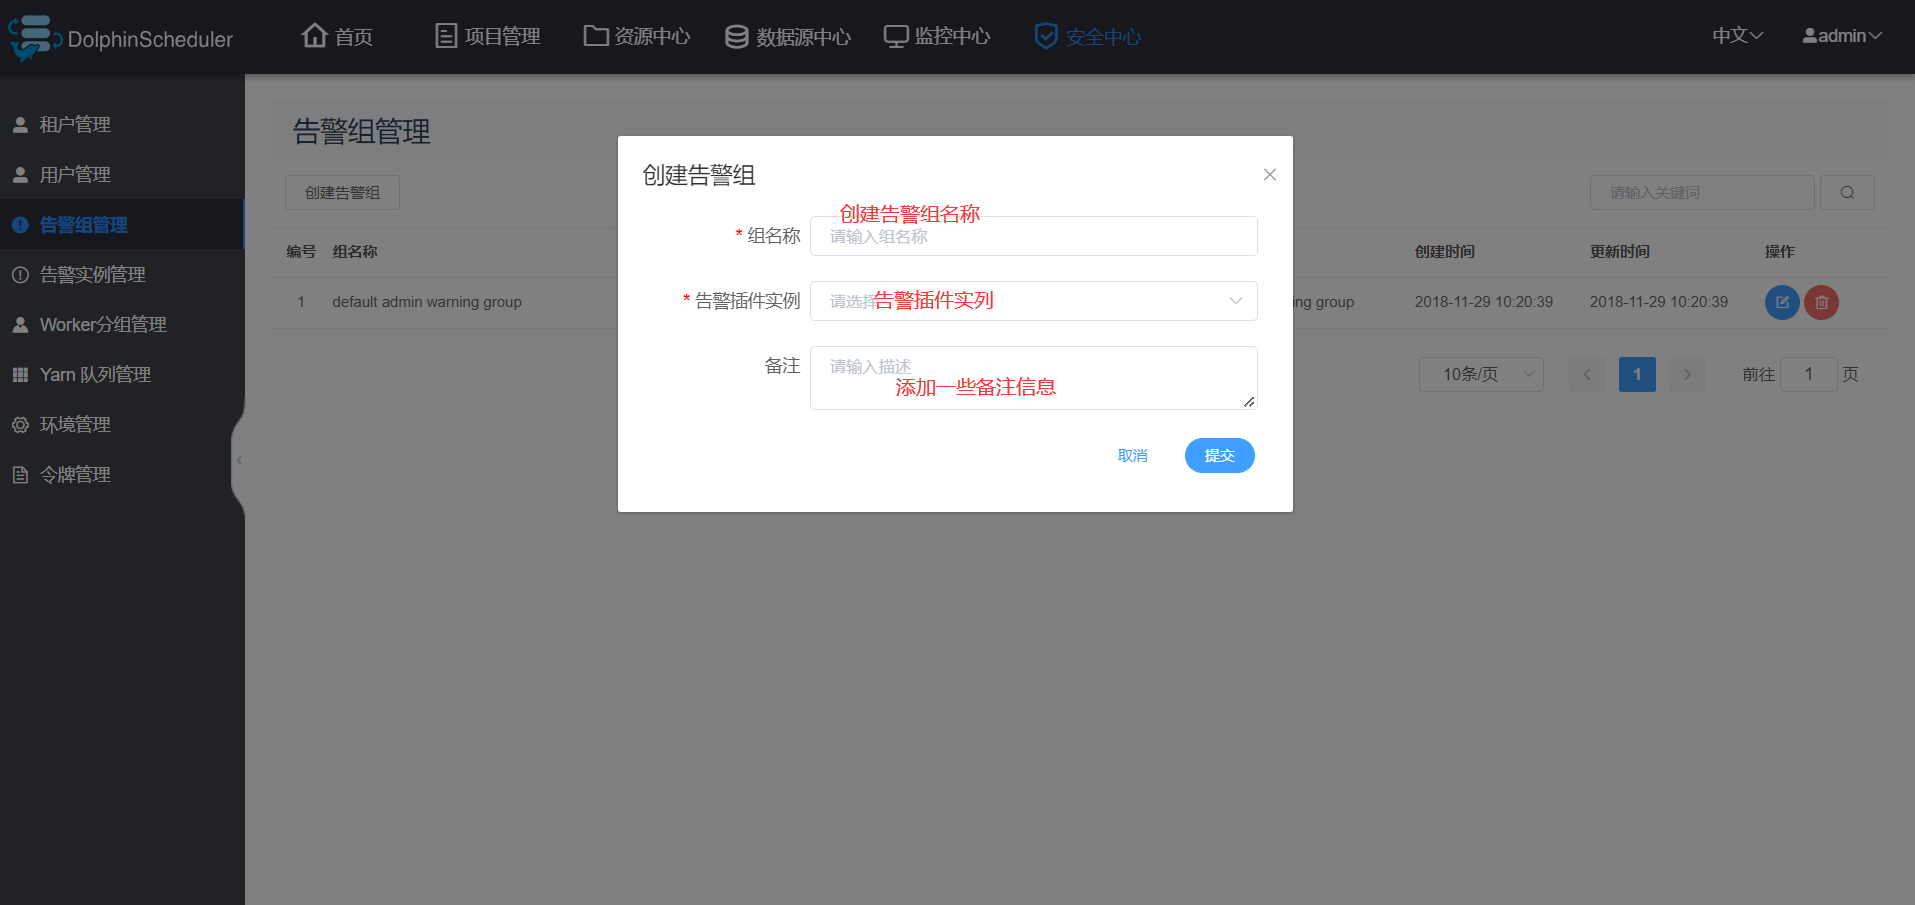 DolphinScheduler
首页
项目管理
资源中心
数据源中心
监控中心
安全中心
中文
admin
租户管理
用户管理
告警组管理
告警实例管理
Worker分组管理
Yarn 队列管理
环境管理
令牌管理
告警组管理
创建告警组
请输入关键词
编号 组名称 创建时间 更新时间 操作
1 default admin warning group ing group 2018-11-29 10:20:39 2018-11-29 10:20:39
10条/页 1 前往 1 页
创建告警组
创建告警组名称
* 组名称 请输入组名称
* 告警插件实例 请选择 告警插件实列
备注 请输入描述
添加一些备注信息
取消 提交